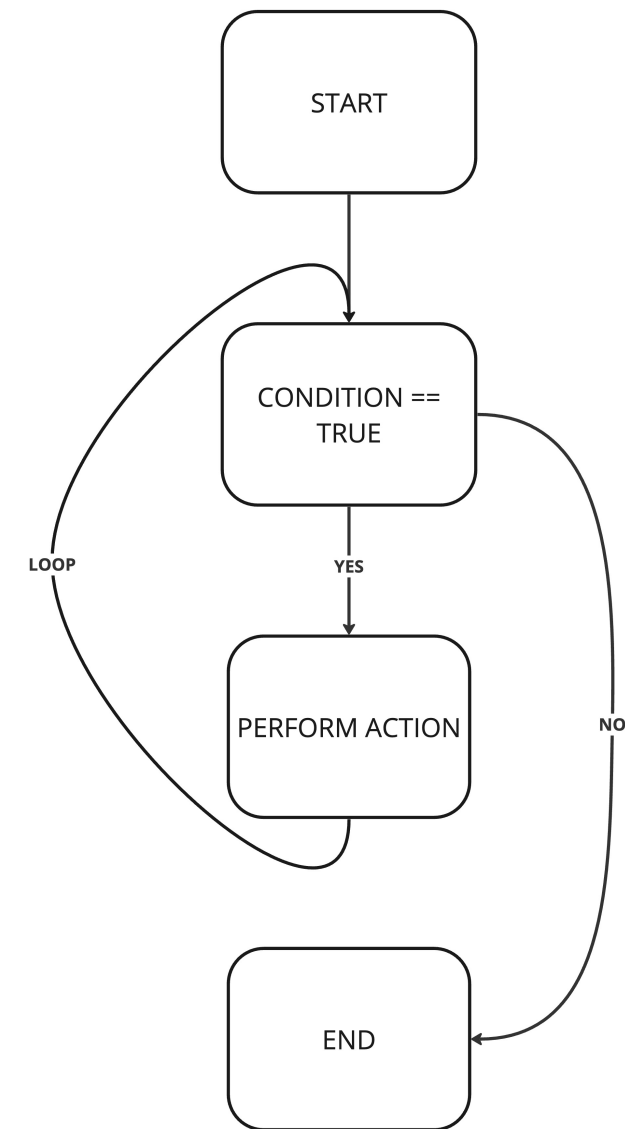 START
CONDITION ==
TRUE
LOOP
YES
PERFORM ACTION
NO
END